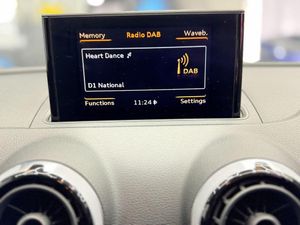 Memory Radio DAB Waveb.
Heart Dance
DAB
D1 National
Functions 11:24 Settings